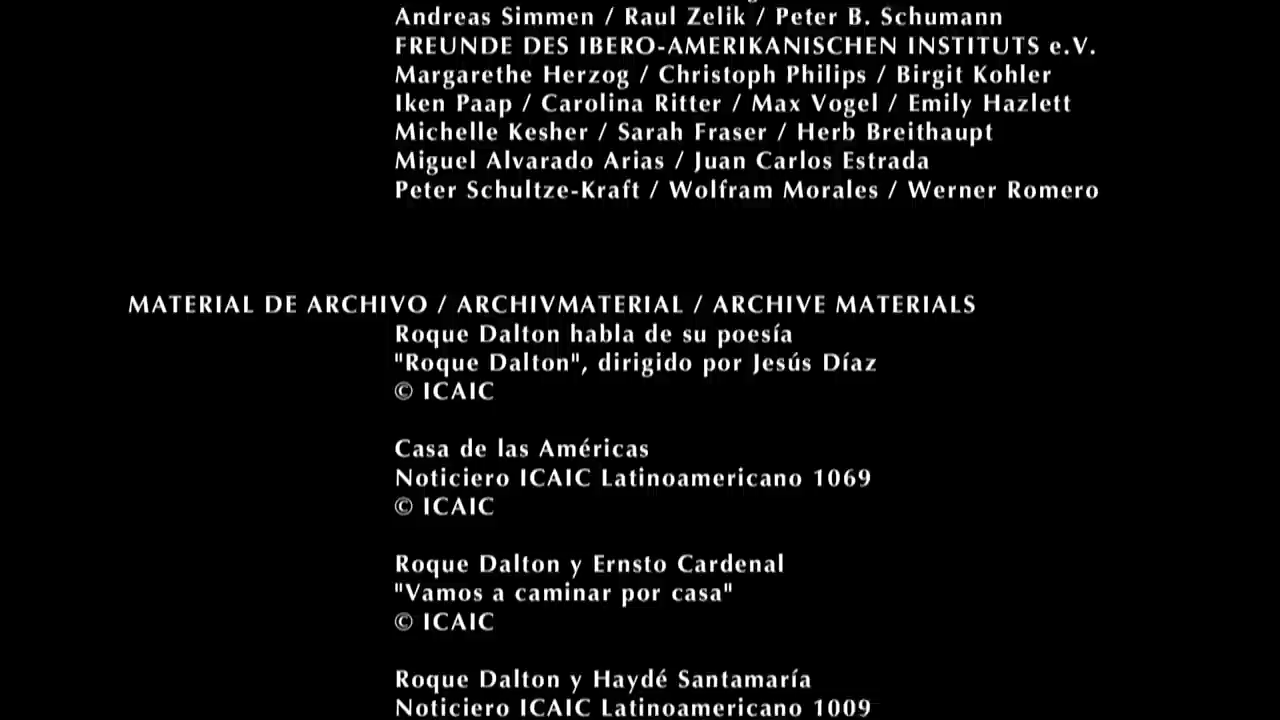 Andreas Simmen / Raul Zelik / Peter B. Schumann
FREUNDE DES IBERO-AMERIKANISCHEN INSTITUTS e.V.
Margarethe Herzog / Christoph Philips / Birgit Kohler
Iken Paap / Carolina Ritter / Max Vogel / Emily Hazlett
Michelle Kesher / Sarah Fraser / Herb Breithaupt
Miguel Alvarado Arias / Juan Carlos Estrada
Peter Schultze-Kraft / Wolfram Morales / Werner Romero
MATERIAL DE ARCHIVO / ARCHIVMATERIAL / ARCHIVE MATERIALS
Roque Dalton habla de su poesía
"Roque Dalton", dirigido por Jesús Díaz
© ICAIC
Casa de las Américas
Noticiero ICAIC Latinoamericano 1069
© ICAIC
Roque Dalton y Ernsto Cardenal
"Vamos a caminar por casa"
© ICAIC
Roque Dalton y Haydé Santamaría
Noticiero ICAIC Latinoamericano 1009